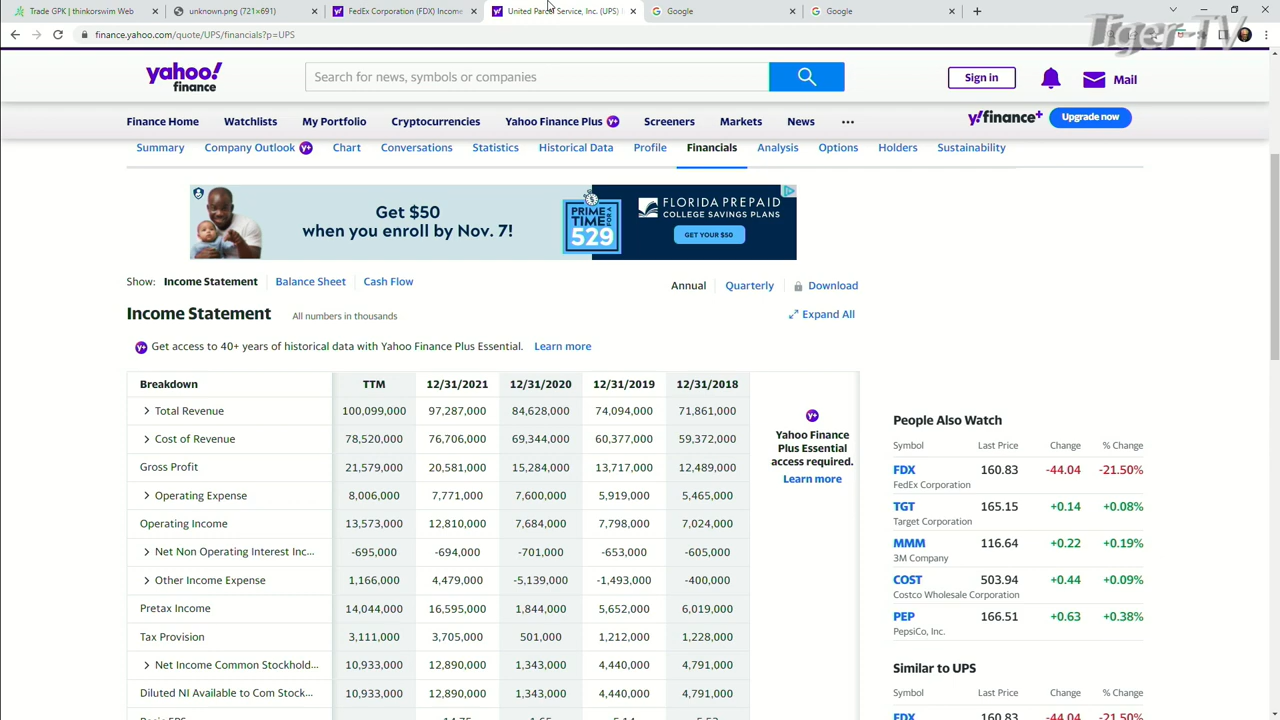 Trade GPK | thinkorswim Web
unknown.png (721×691)
FedEx Corporation (FDX) Income
United Parcel Service, Inc. (UPS)
Google
Google
finance.yahoo.com/quote/UPS/financials?p=UPS
Tiger TV
yahoo!
finance
Search for news, symbols or companies
Sign in
Mail
Finance Home
Watchlists
My Portfolio
Cryptocurrencies
Yahoo Finance Plus
Screeners
Markets
News
...
y!finance+
Upgrade now
Summary
Company Outlook
Chart
Conversations
Statistics
Historical Data
Profile
Financials
Analysis
Options
Holders
Sustainability
Get $50
when you enroll by Nov. 7!
PRIME
TIME FOR A
529
FLORIDA PREPAID
COLLEGE SAVINGS PLANS
GET YOUR $50
Show: Income Statement Balance Sheet Cash Flow
Annual Quarterly Download
Income Statement All numbers in thousands
Expand All
Get access to 40+ years of historical data with Yahoo Finance Plus Essential. Learn more
Breakdown TTM 12/31/2021 12/31/2020 12/31/2019 12/31/2018
Total Revenue 100,099,000 97,287,000 84,628,000 74,094,000 71,861,000
Cost of Revenue 78,520,000 76,706,000 69,344,000 60,377,000 59,372,000
Gross Profit 21,579,000 20,581,000 15,284,000 13,717,000 12,489,000
Operating Expense 8,006,000 7,771,000 7,600,000 5,919,000 5,465,000
Operating Income 13,573,000 12,810,000 7,684,000 7,798,000 7,024,000
Net Non Operating Interest Inc... -695,000 -694,000 -701,000 -653,000 -605,000
Other Income Expense 1,166,000 4,479,000 -5,139,000 -1,493,000 -400,000
Pretax Income 14,044,000 16,595,000 1,844,000 5,652,000 6,019,000
Tax Provision 3,111,000 3,705,000 501,000 1,212,000 1,228,000
Net Income Common Stockhold... 10,933,000 12,890,000 1,343,000 4,440,000 4,791,000
Diluted NI Available to Com Stock... 10,933,000 12,890,000 1,343,000 4,440,000 4,791,000
Yahoo Finance
Plus Essential
access required.
Learn more
People Also Watch
Symbol Last Price Change % Change
FDX 160.83 -44.04 -21.50%
FedEx Corporation
TGT 165.15 +0.14 +0.08%
Target Corporation
MMM 116.64 +0.22 +0.19%
3M Company
COST 503.94 +0.44 +0.09%
Costco Wholesale Corporation
PEP 166.51 +0.63 +0.38%
PepsiCo, Inc.
Similar to UPS
Symbol Last Price Change % Change
FDX 160.83 -44.04 -21.50%